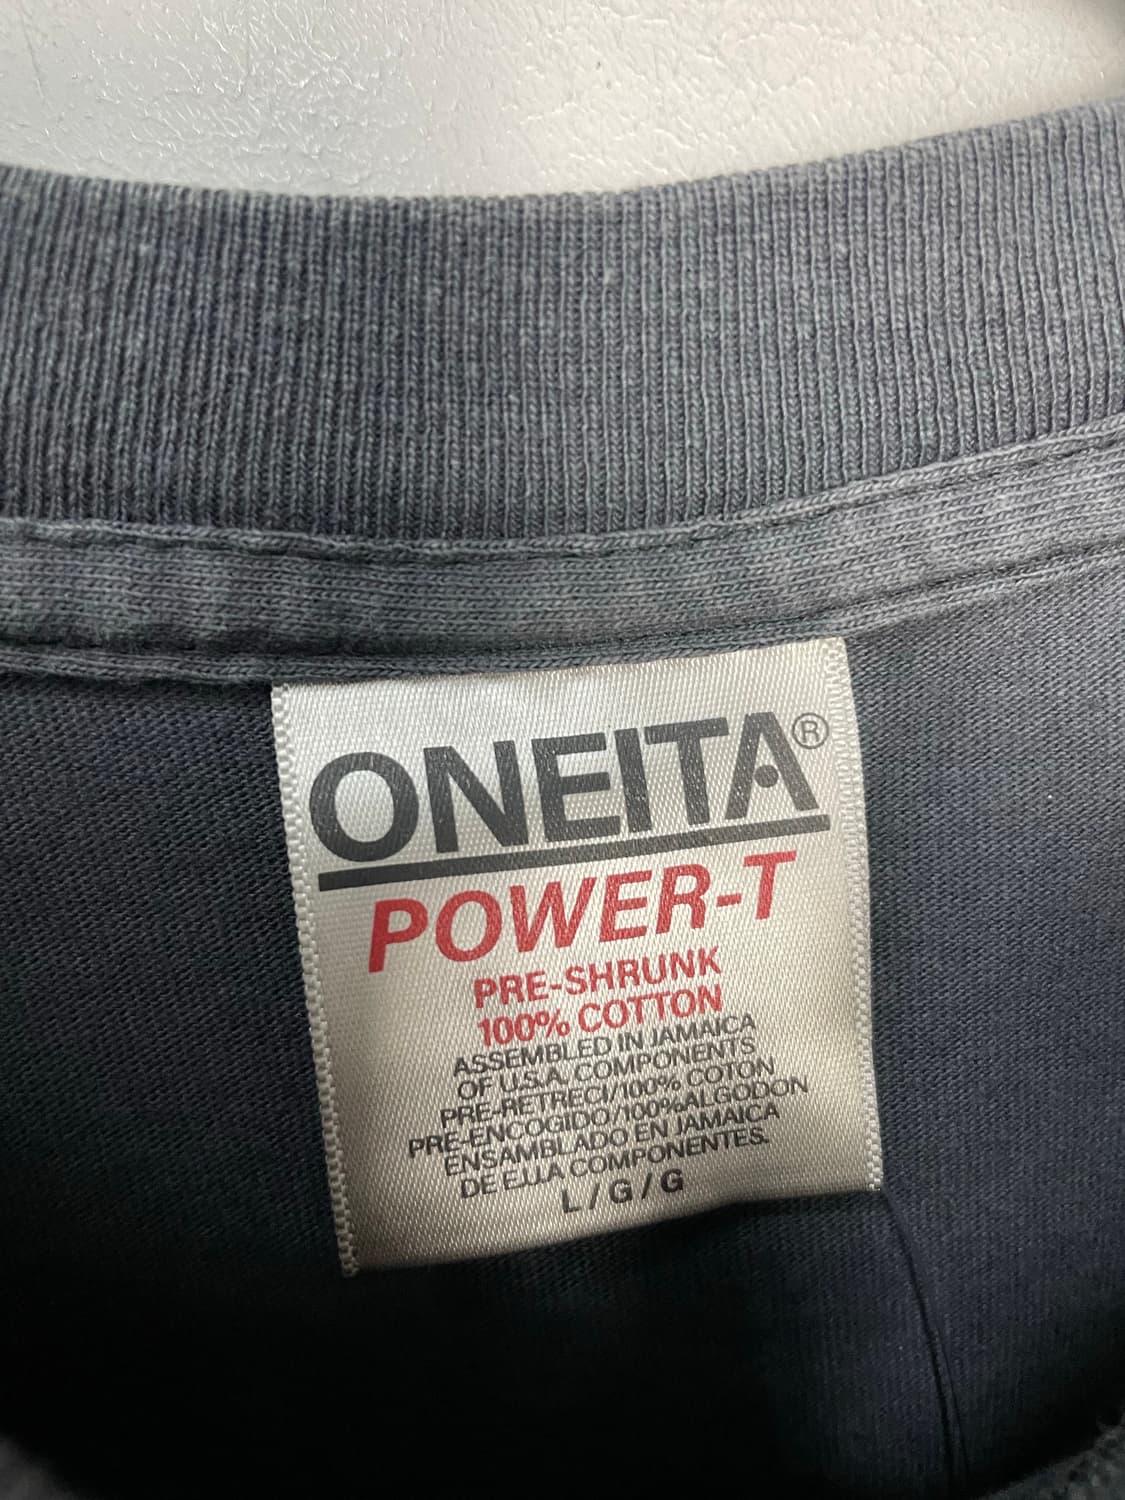 ONEITA®
POWER-T
PRE-SHRUNK
100% COTTON
ASSEMBLED IN JAMAICA
OF U.S.A. COMPONENTS
PRE-RETRECI/100% COTON
PRE-ENCOGIDO/100%ALGODON
ENSAMBLADO EN JAMAICA
DE E.U.A COMPONENTES.
L/G/G